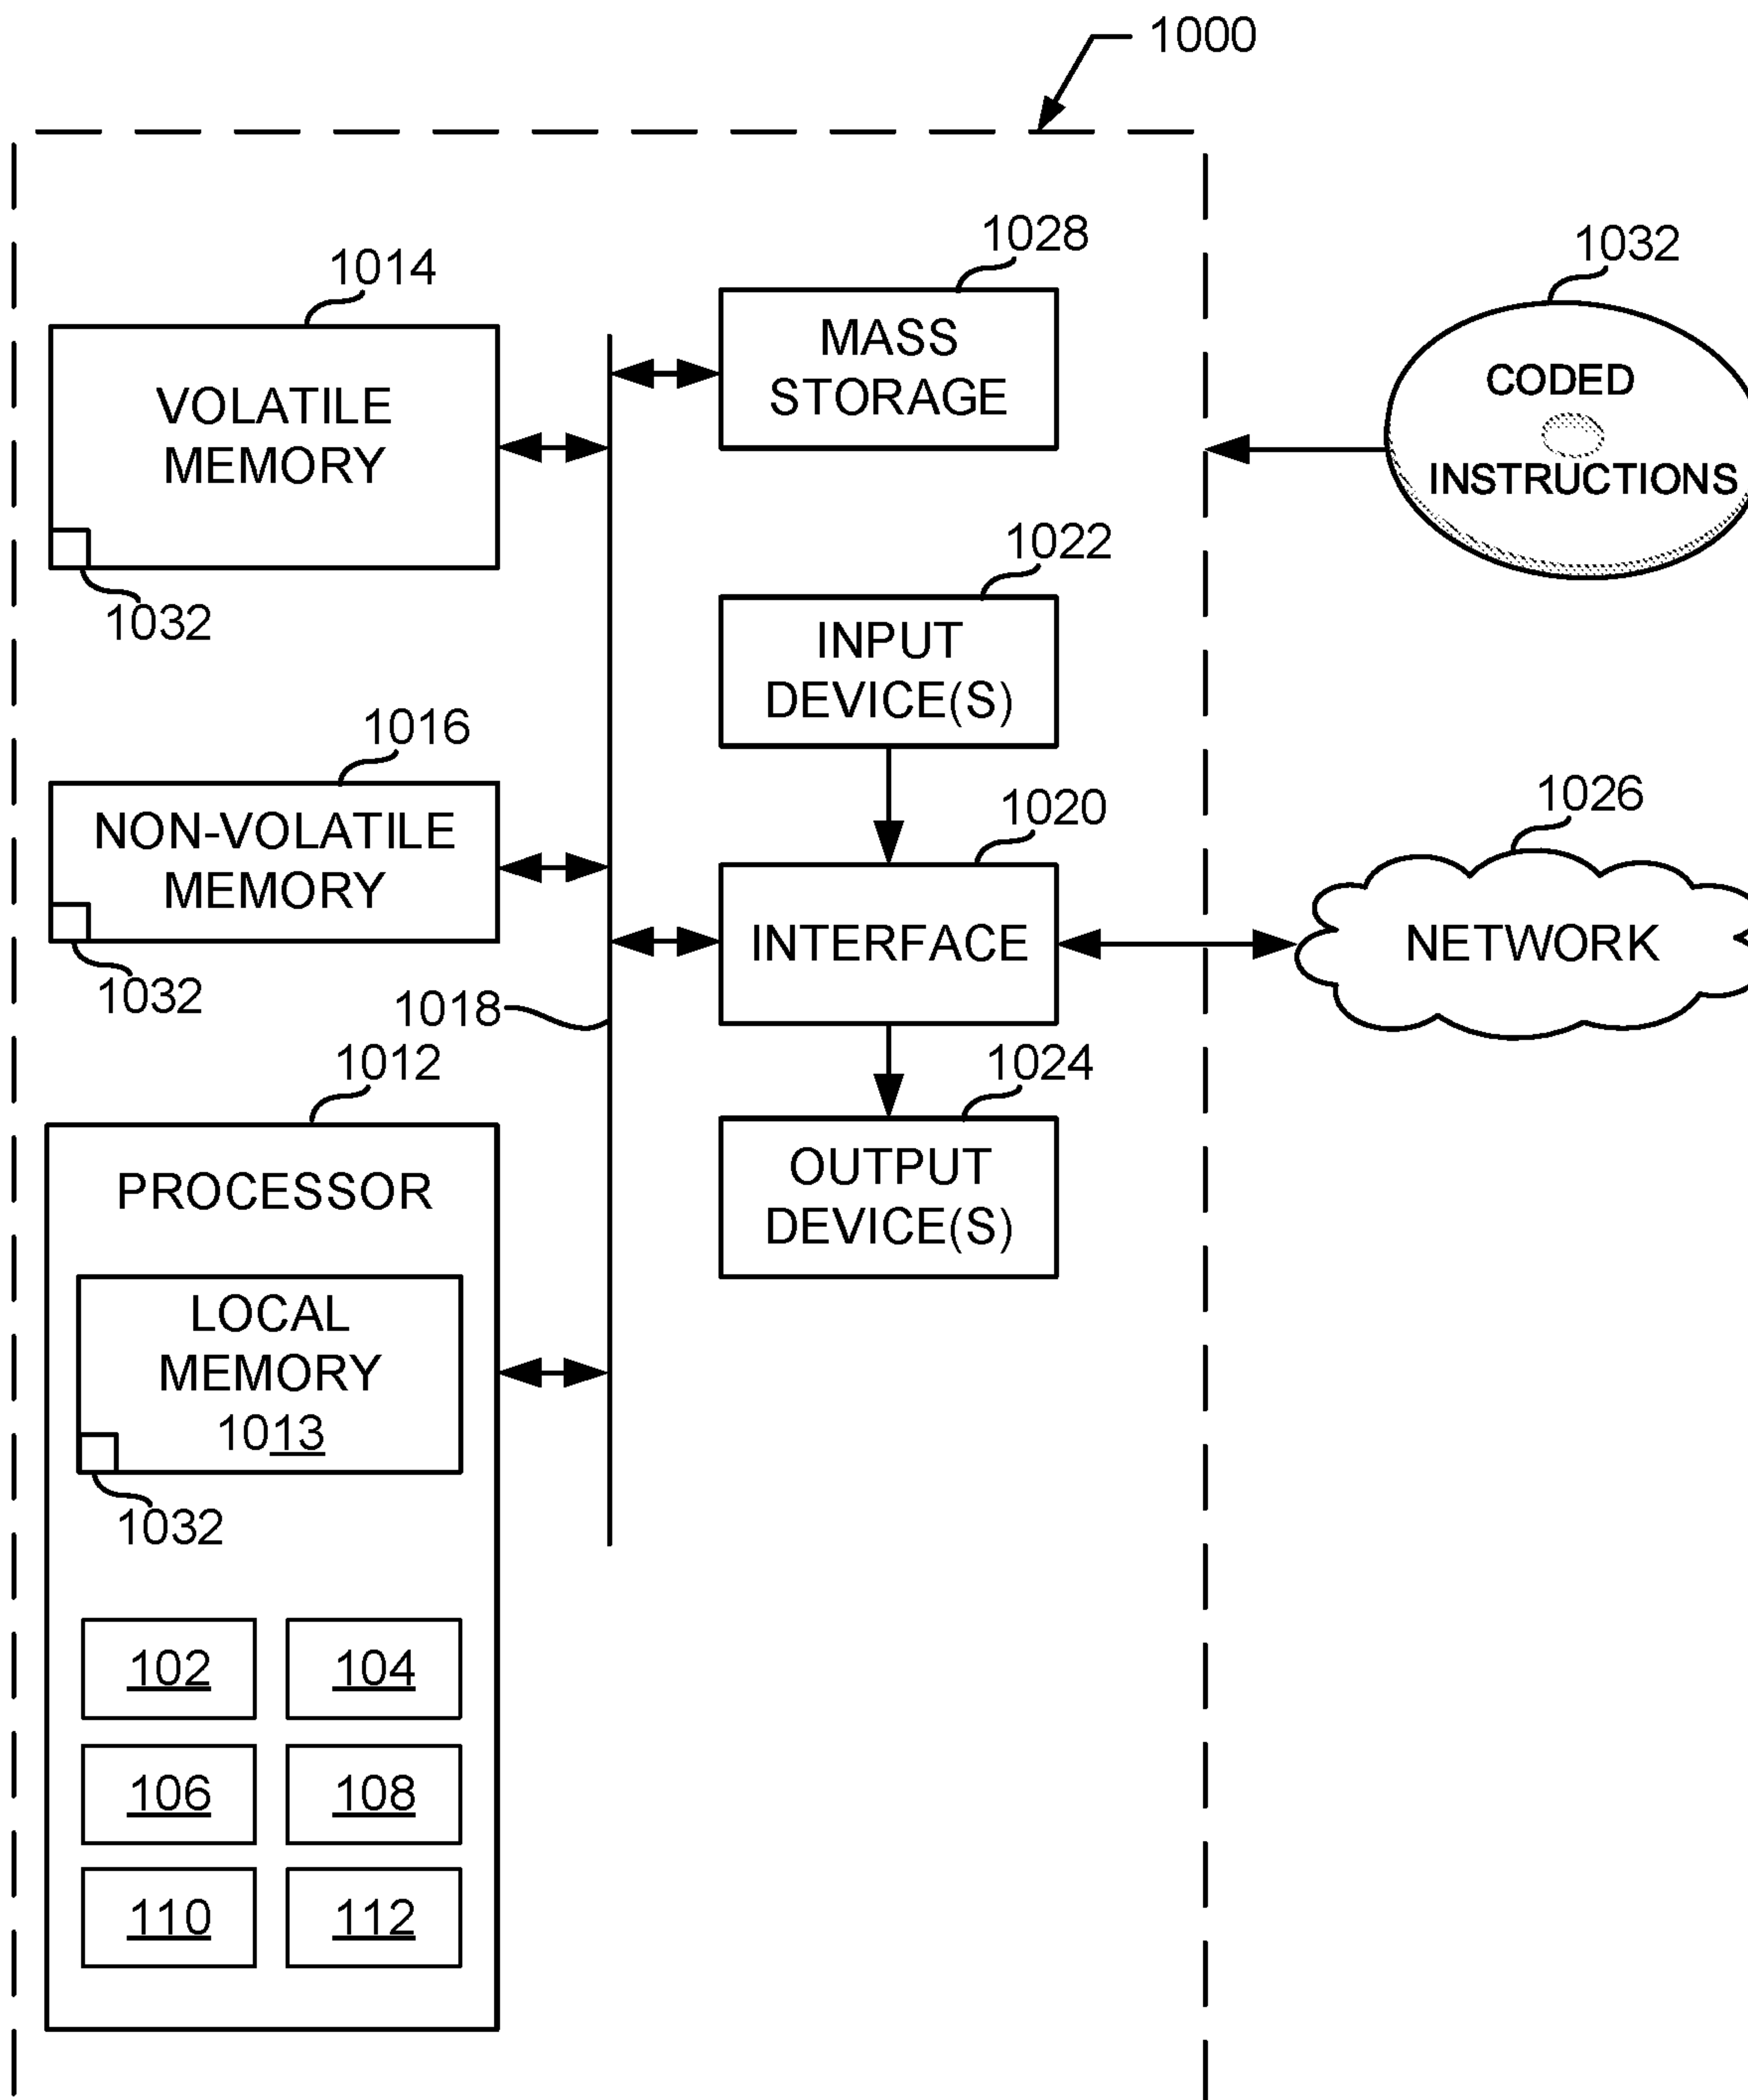 1000
1028
1032
1014
MASS
STORAGE
CODED
INSTRUCTIONS
VOLATILE
MEMORY
1032
1022
INPUT
DEVICE(S)
1016
NON-VOLATILE
MEMORY
1032
1020
INTERFACE
1026
NETWORK
1018
1012
1024
OUTPUT
DEVICE(S)
PROCESSOR
LOCAL
MEMORY
1013
1032
102
104
106
108
110
112